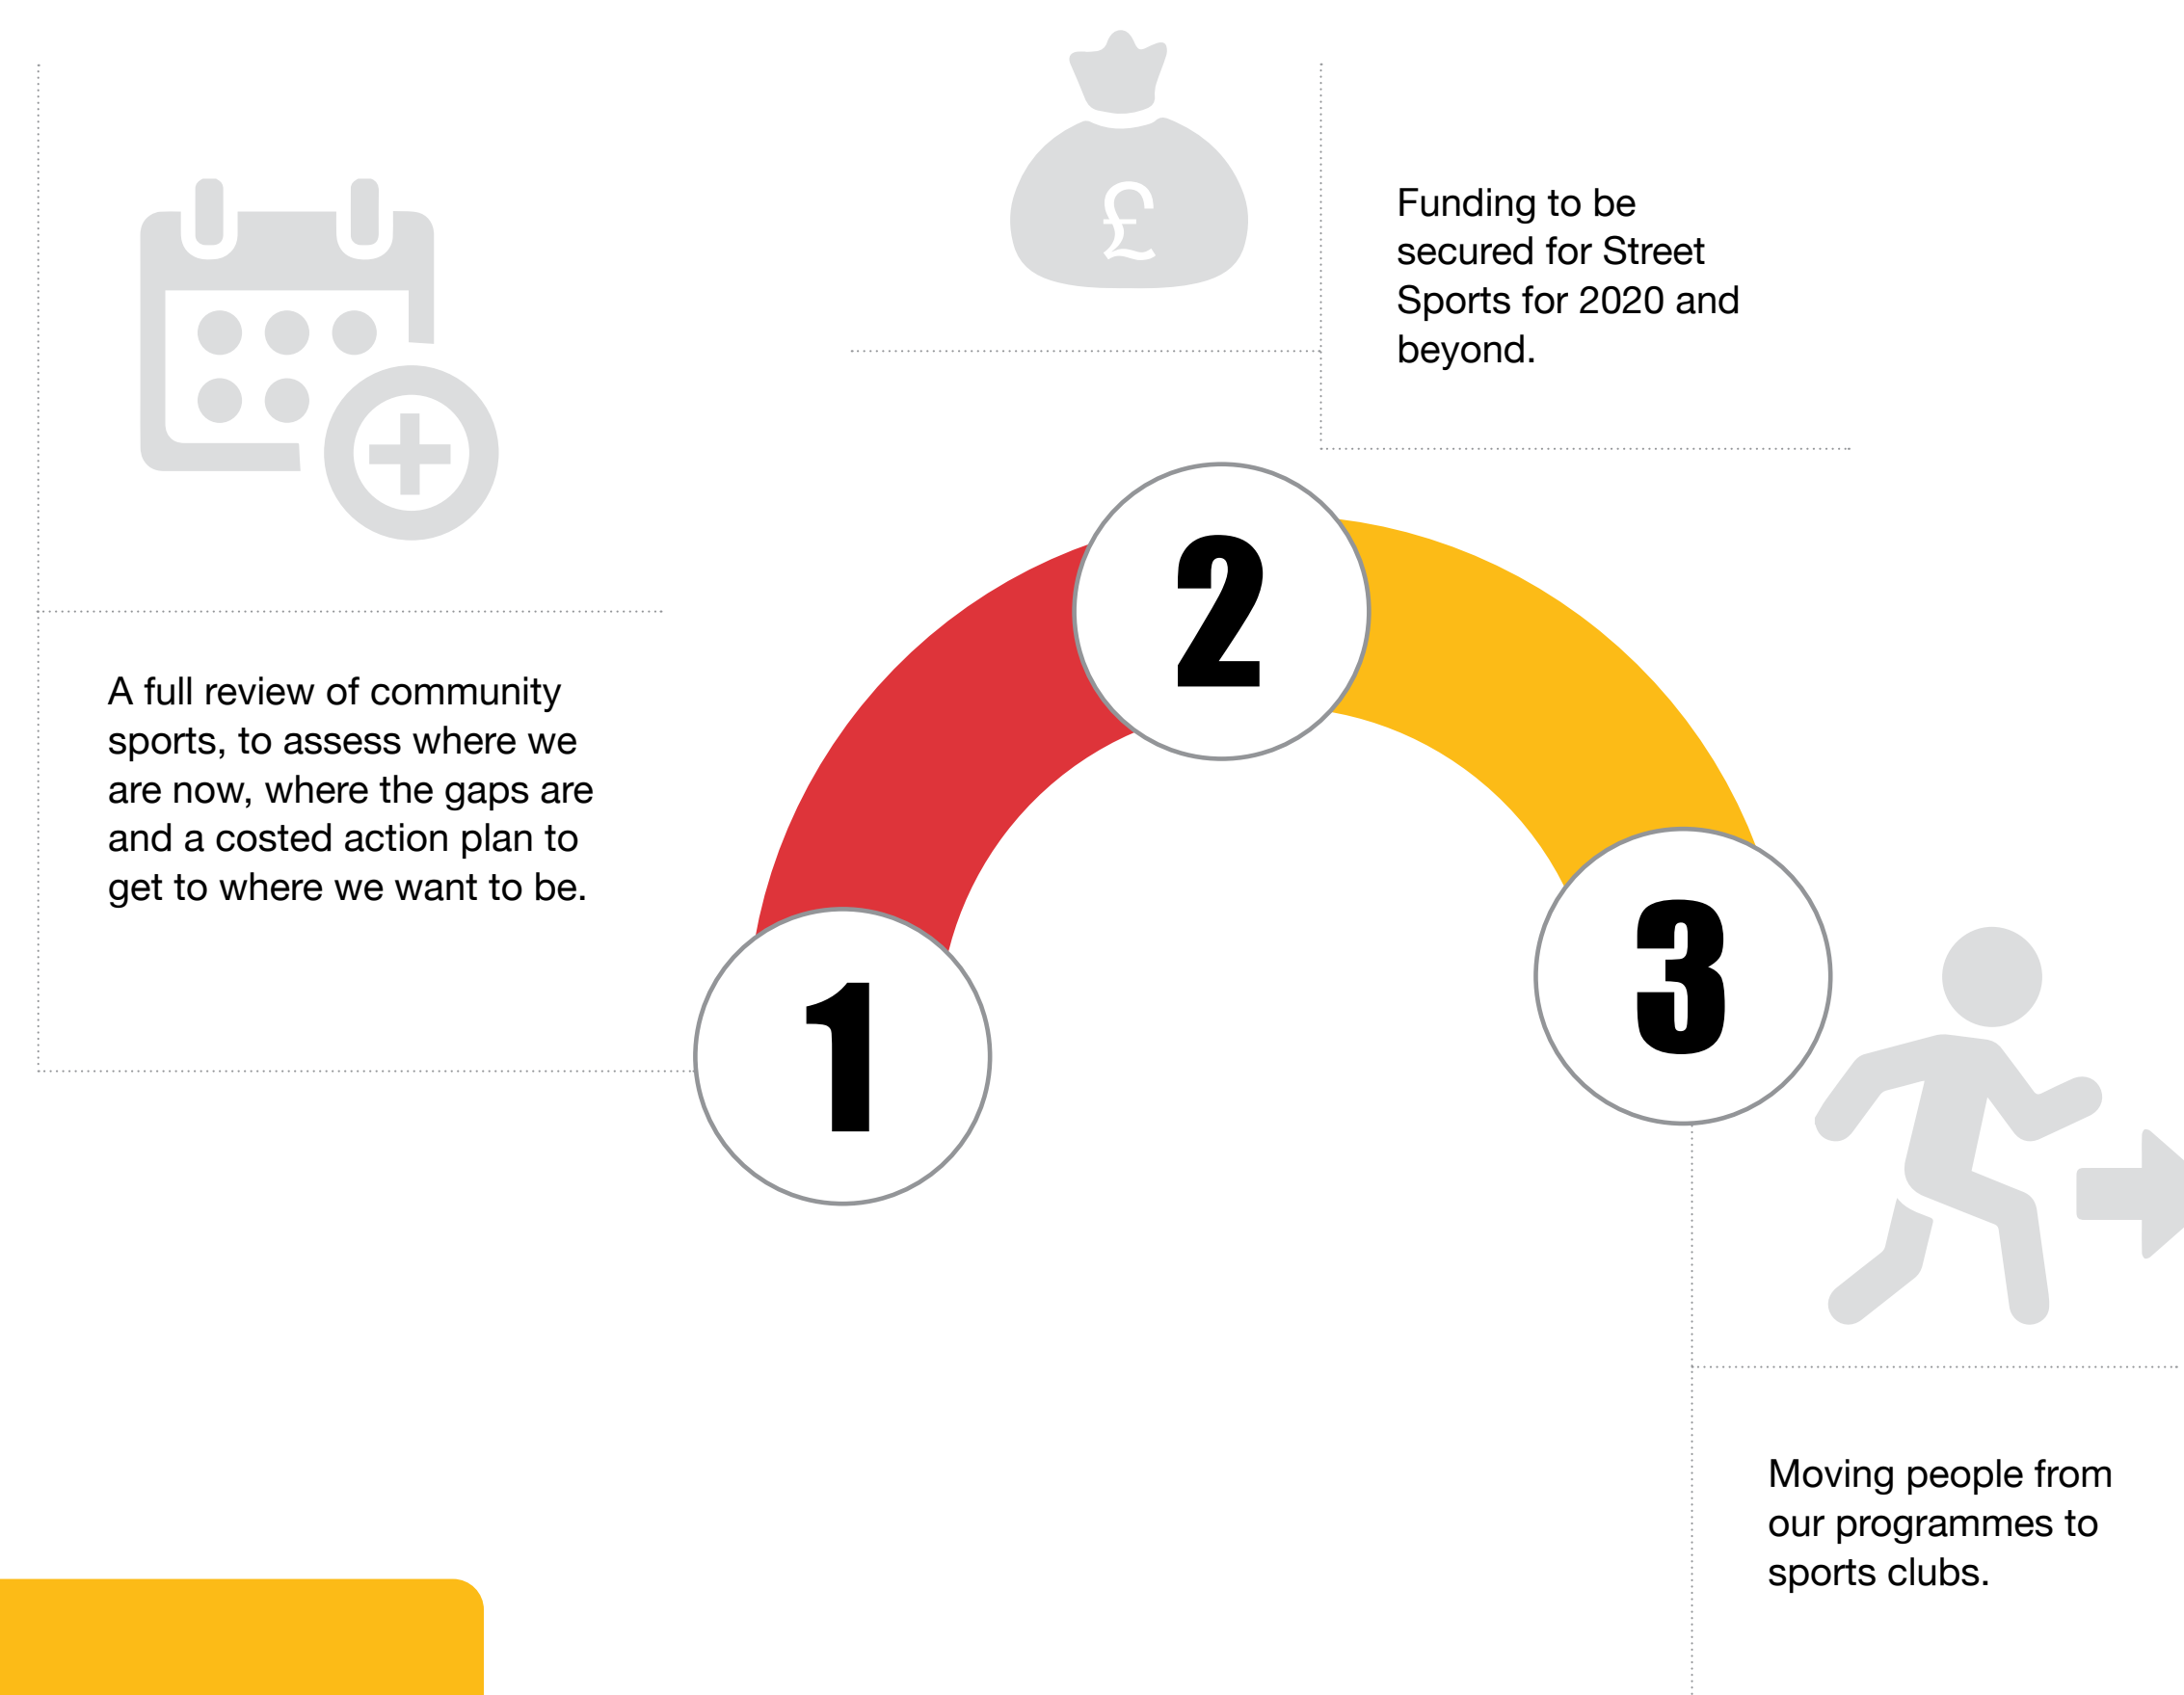 £
Funding to be
secured for Street
Sports for 2020 and
beyond.
2
A full review of community
sports, to assess where we
are now, where the gaps are
and a costed action plan to
get to where we want to be.
1
3
Moving people from
our programmes to
sports clubs.